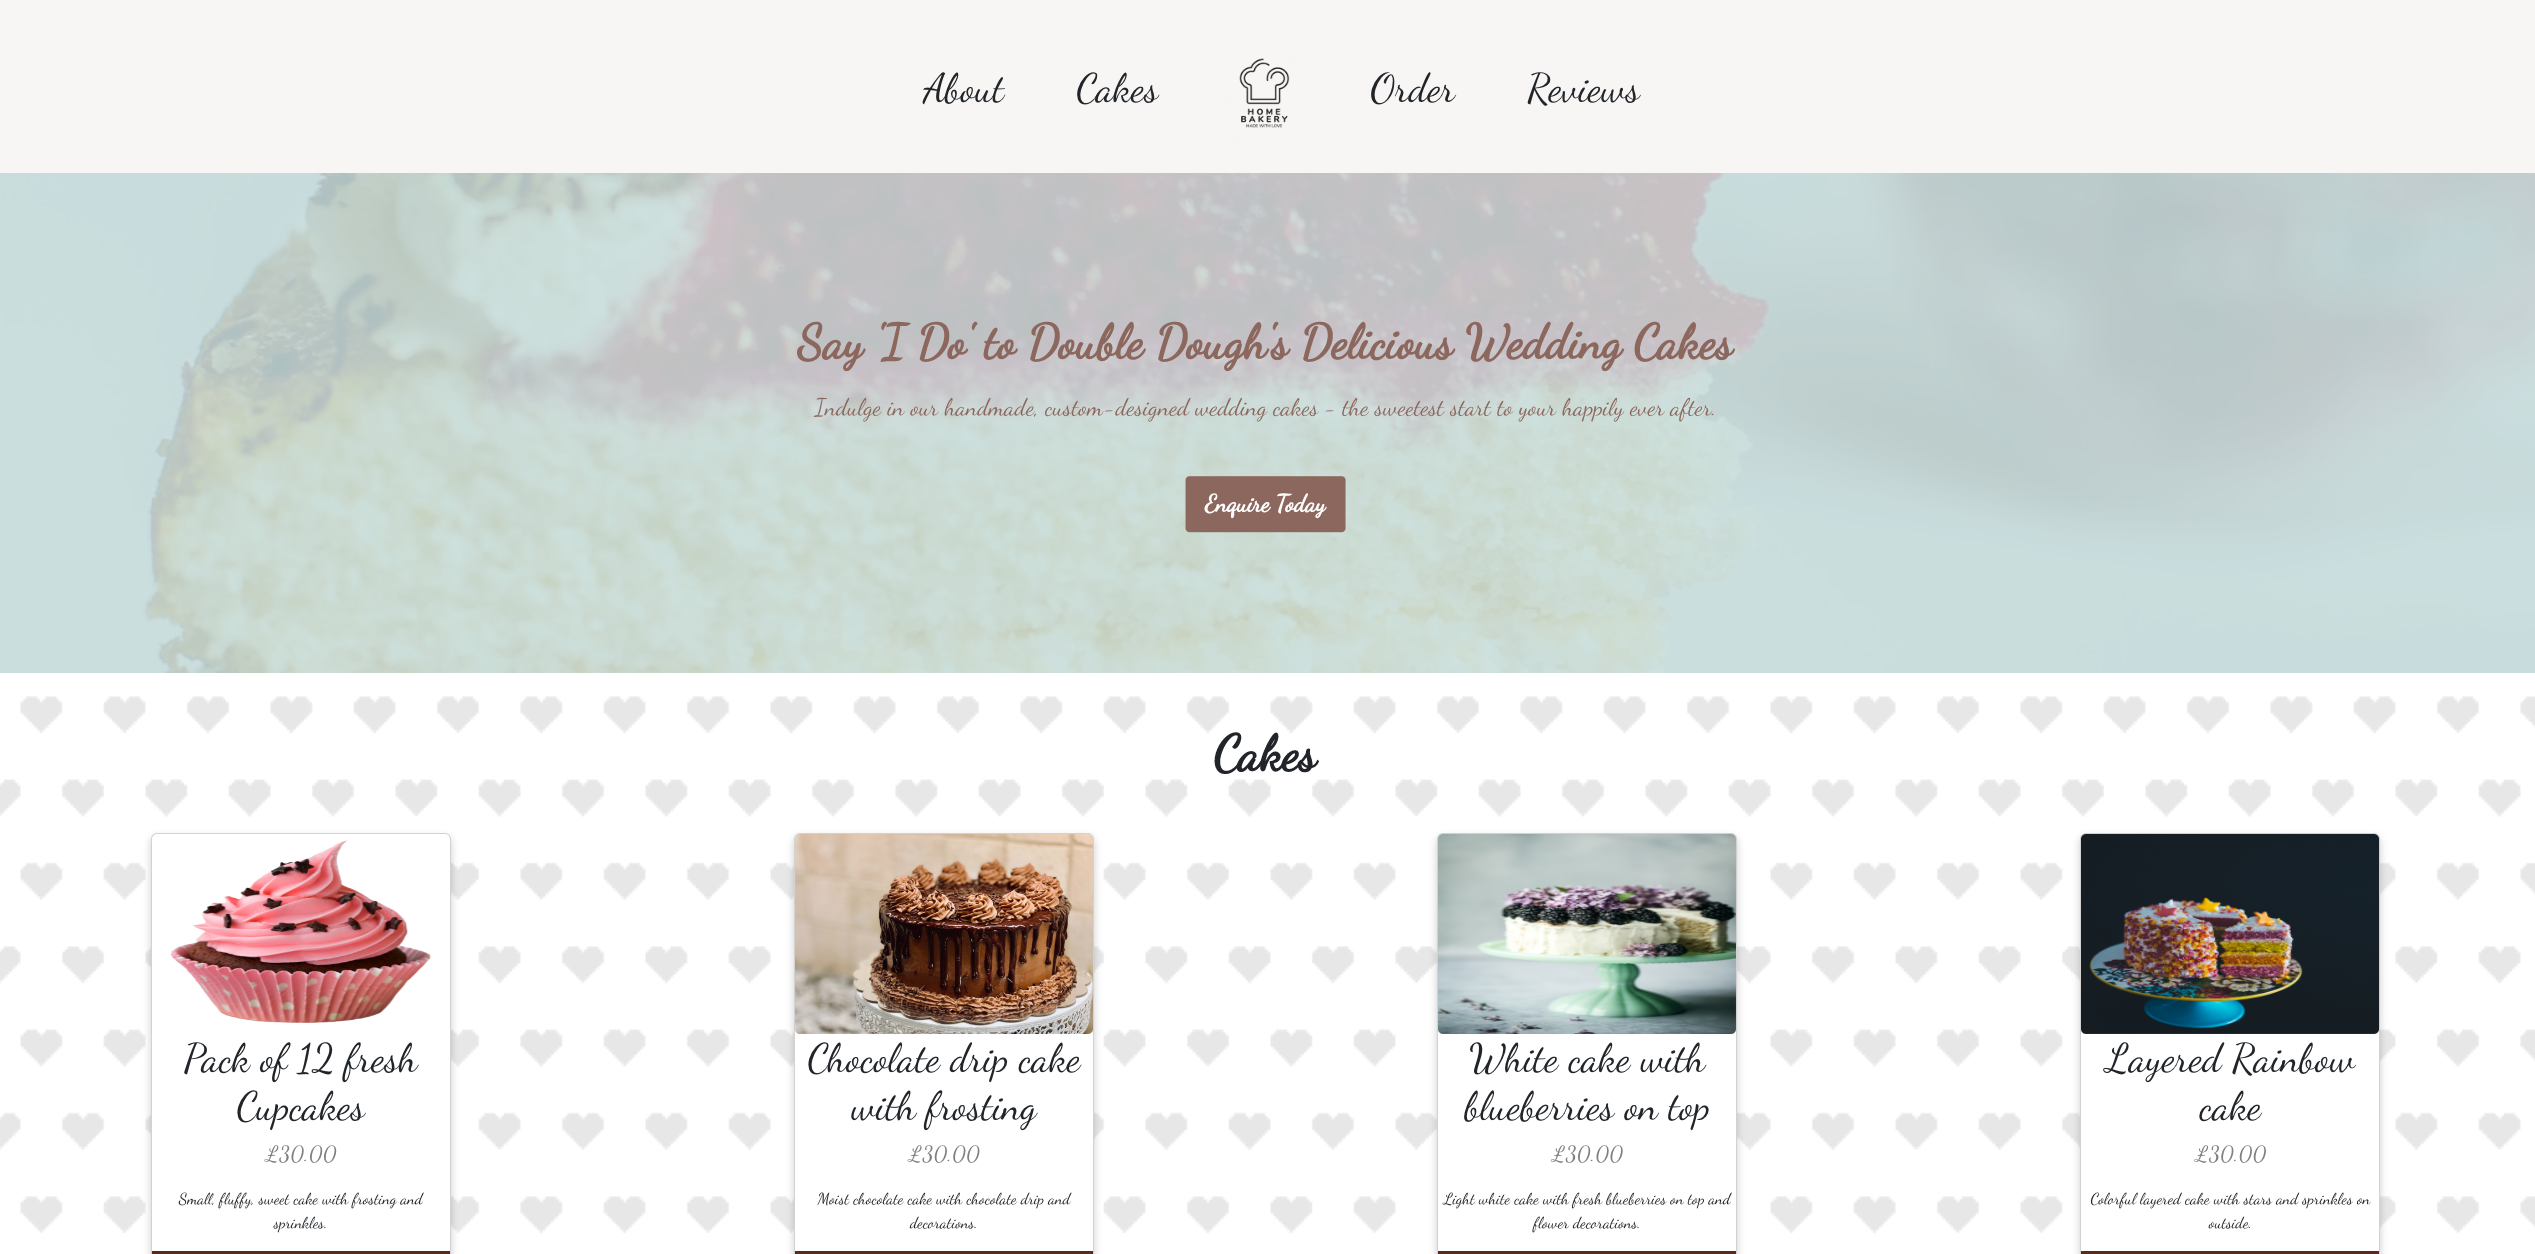 About
Cakes
HOME
BAKERY
MADE WITH LOVE
Order
Reviews
Say 'I Do' to Double Dough's Delicious Wedding Cakes
Indulge in our handmade, custom-designed wedding cakes - the sweetest start to your happily ever after.
Enquire Today
Cakes
Pack of 12 fresh
Cupcakes
£30.00
Small, fluffy, sweet cake with frosting and
sprinkles.
Chocolate drip cake
with frosting
£30.00
Moist chocolate cake with chocolate drip and
decorations.
White cake with
blueberries on top
£30.00
Light white cake with fresh blueberries on top and
flower decorations.
Layered Rainbow
cake
£30.00
Colorful layered cake with stars and sprinkles on
outside.